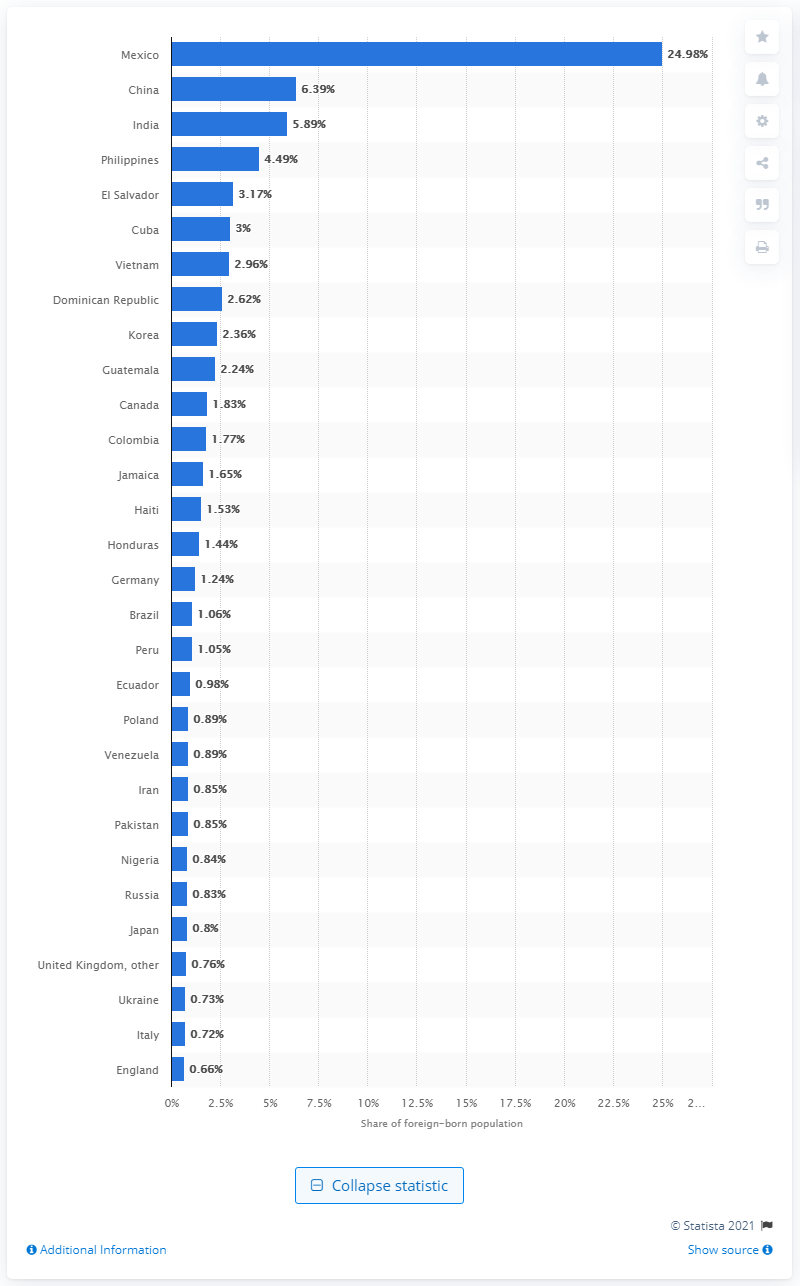 Mexico 24.98%
China 6.39%
India 5.89%
Philippines 4.49%
El Salvador 3.17%
Cuba 3%
Vietnam 2.96%
Dominican Republic 2.62%
Korea 2.36%
Guatemala 2.24%
Canada 1.83%
Colombia 1.77%
Jamaica 1.65%
Haiti 1.53%
Honduras 1.44%
Germany 1.24%
Brazil 1.06%
Peru 1.05%
Ecuador 0.98%
Poland 0.89%
Venezuela 0.89%
Iran 0.85%
Pakistan 0.85%
Nigeria 0.84%
Russia 0.83%
Japan 0.8%
United Kingdom, other 0.76%
Ukraine 0.73%
Italy 0.72%
England 0.66%
0% 2.5% 5% 7.5% 10% 12.5% 15% 17.5% 20% 22.5% 25% 2...
Share of foreign-born population
Collapse statistic
© Statista 2021
Additional Information Show source